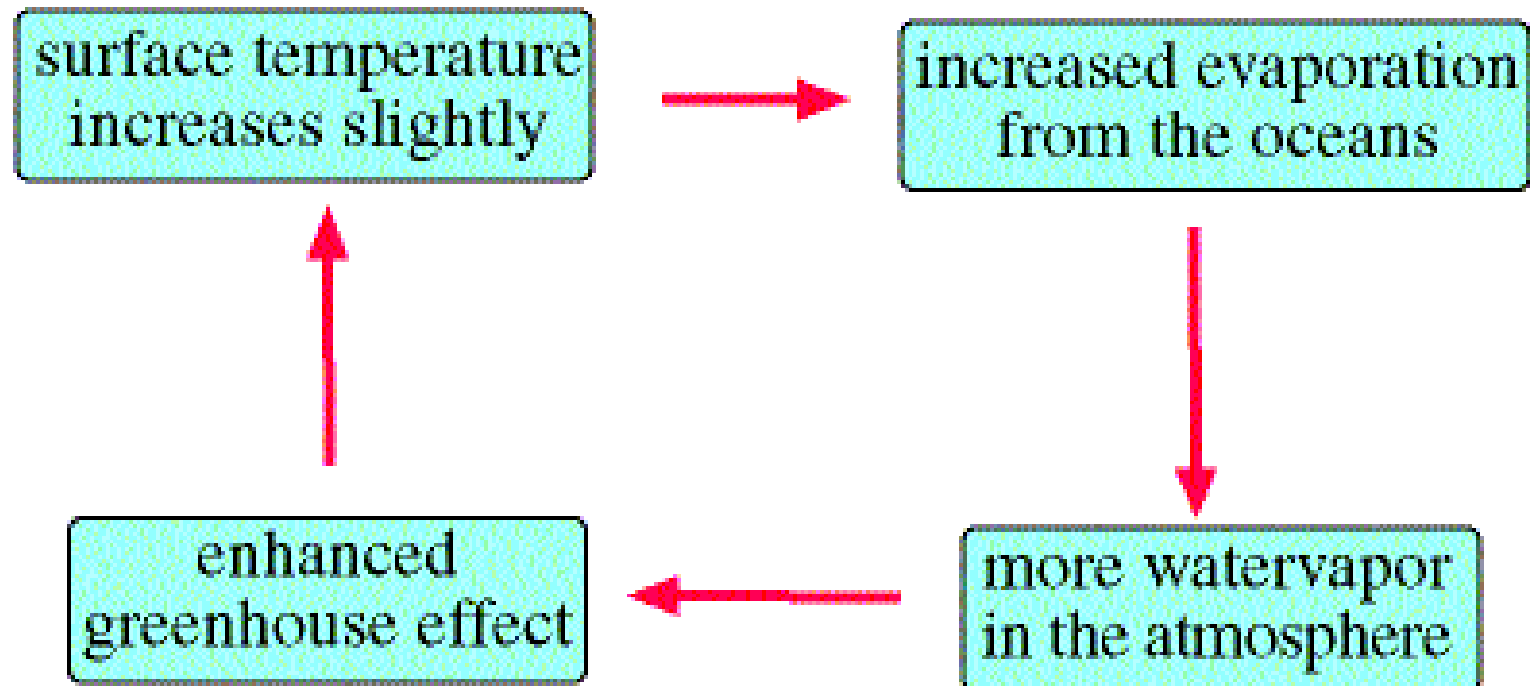 surface temperature
increases slightly
increased evaporation
from the oceans
more watervapor
in the atmosphere
enhanced
greenhouse effect